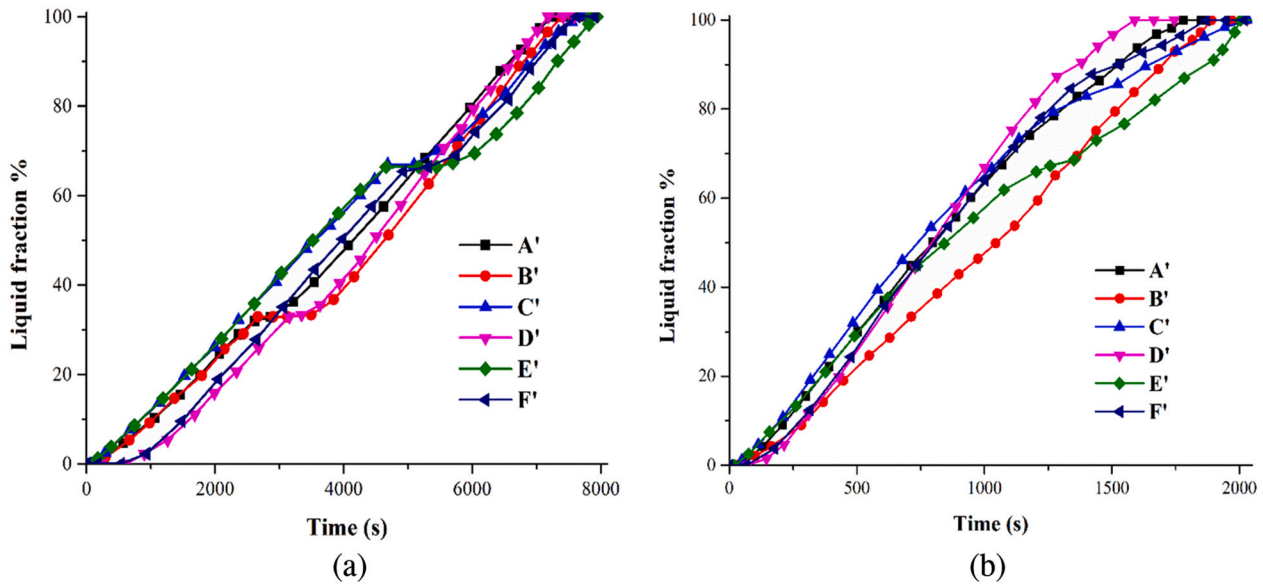 100
80
60
40
20
0
Liquid fraction %
A'
B'
C'
D'
E'
F'
0
2000
4000
6000
8000
Time (s)
(a)
100
80
60
40
20
0
Liquid fraction %
A'
B'
C'
D'
E'
F'
0
500
1000
1500
2000
Time (s)
(b)